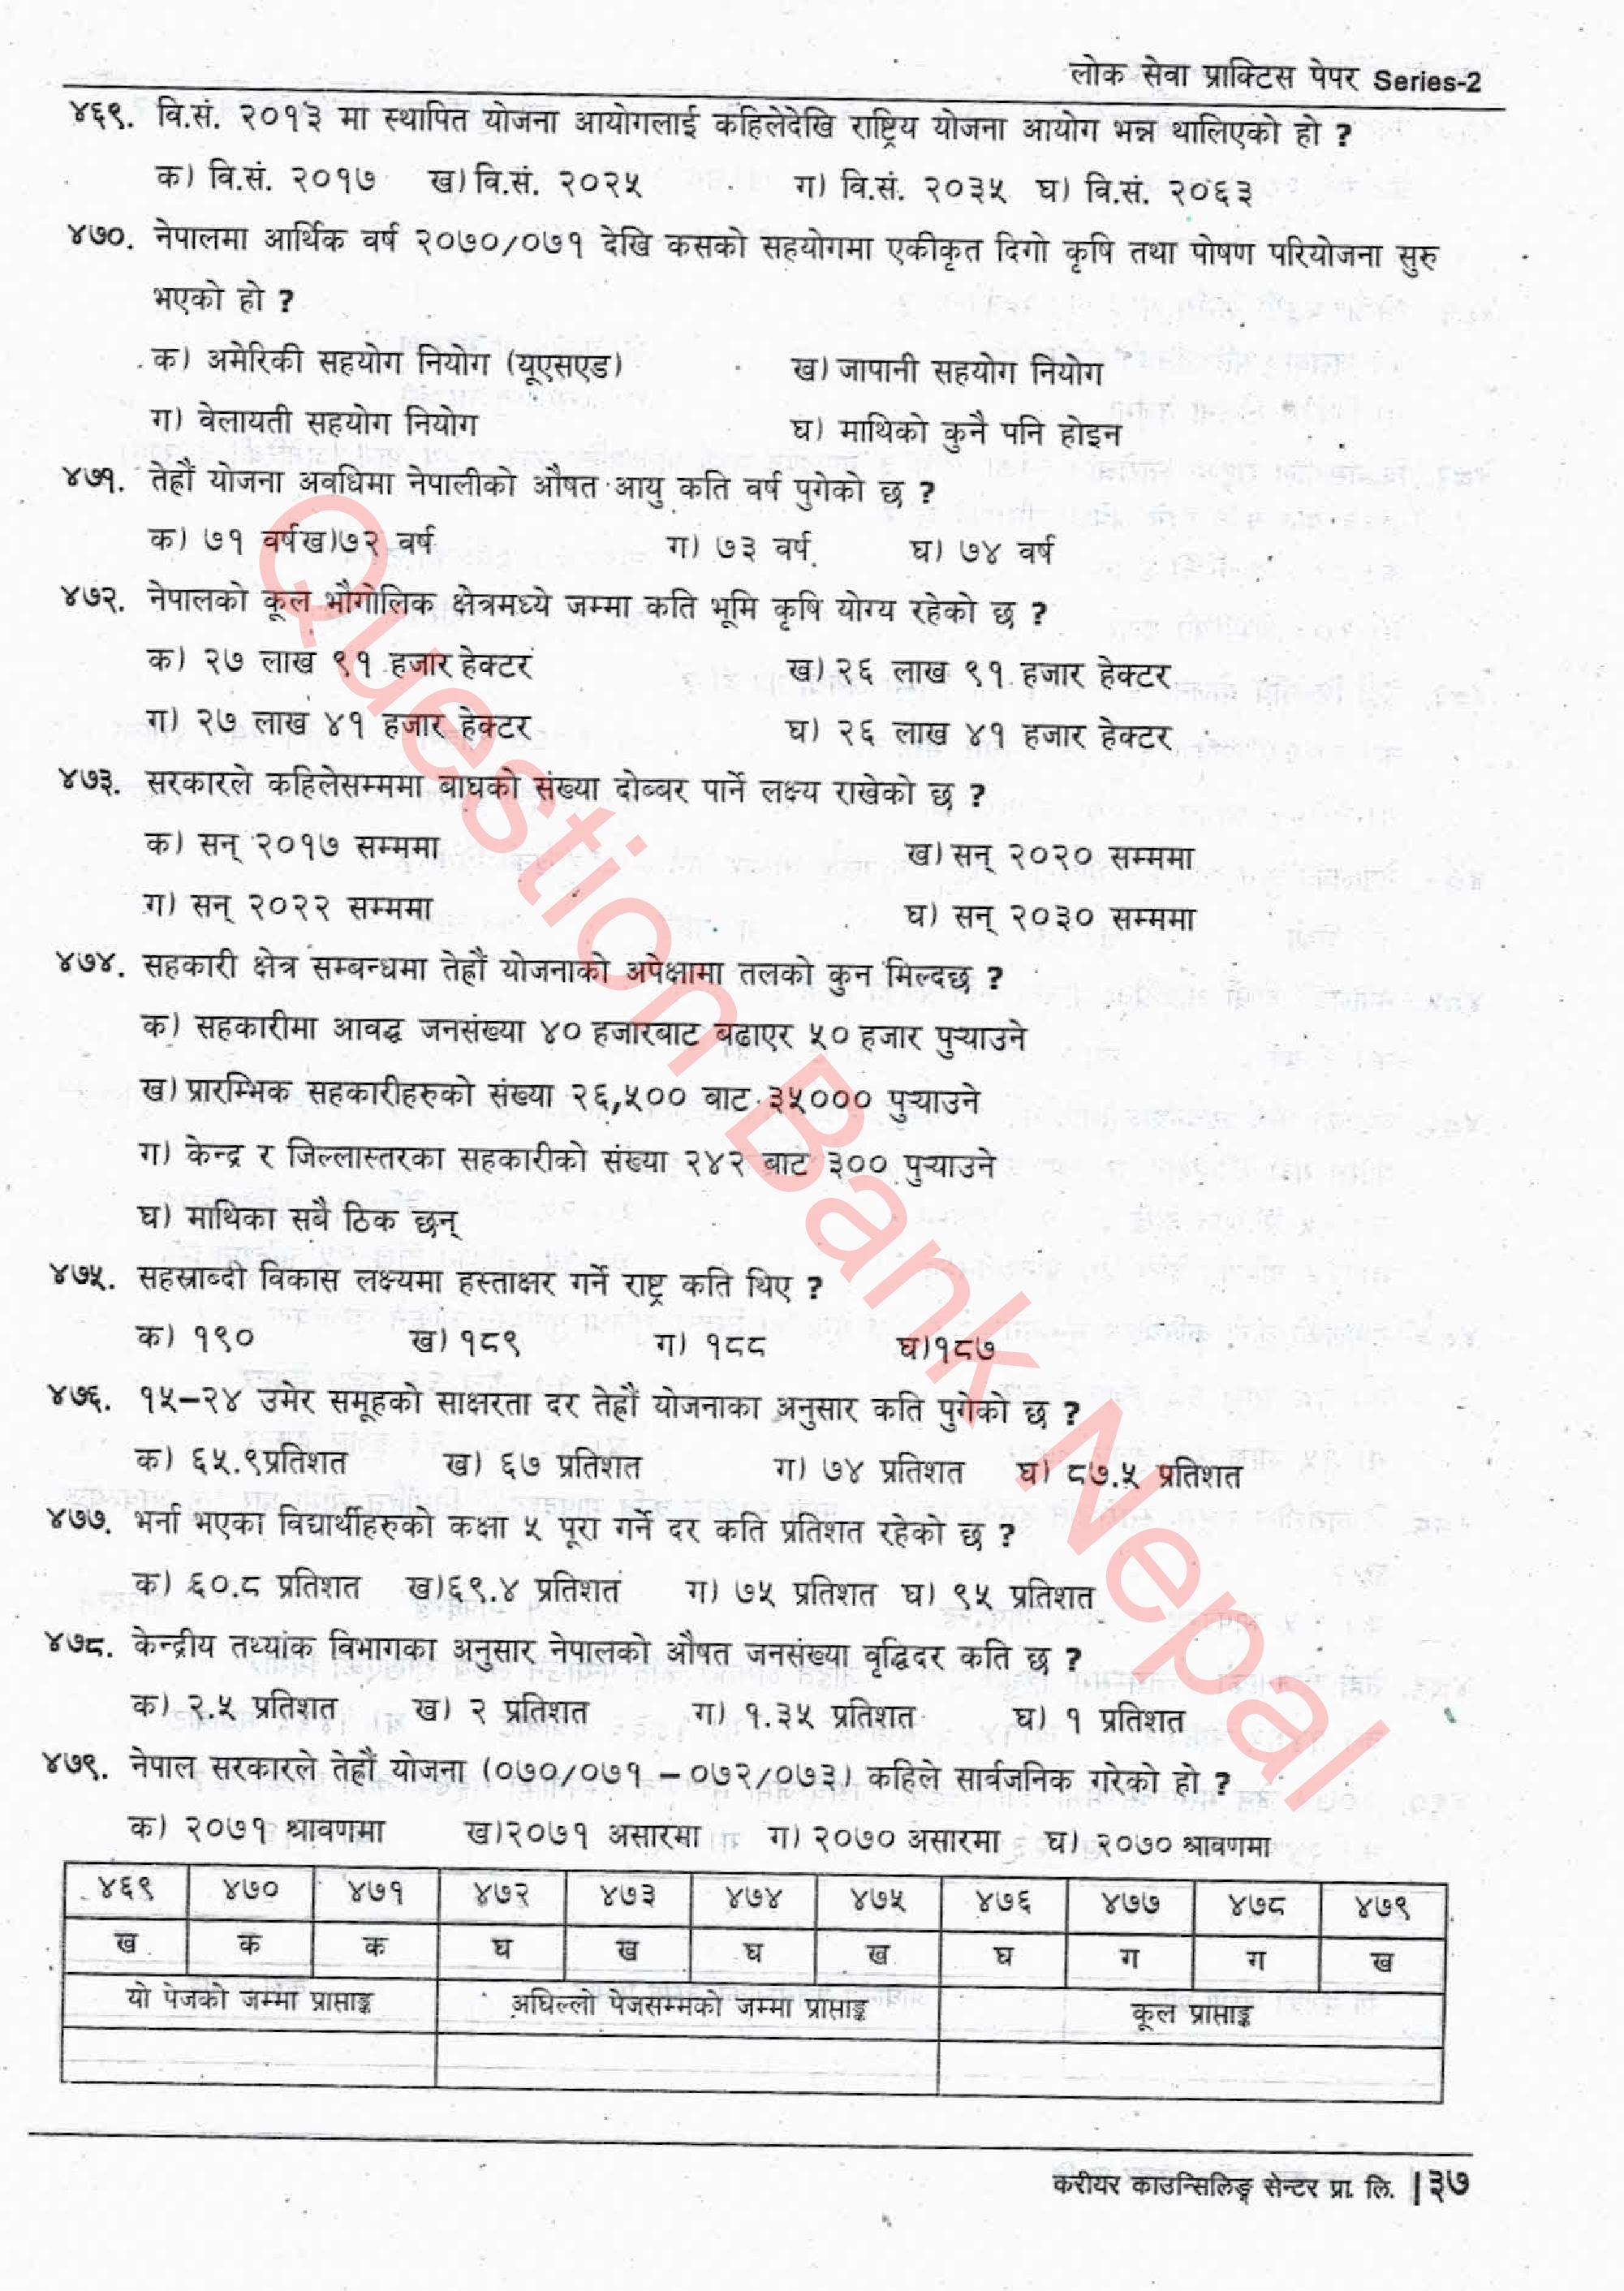 लोक सेवा प्राक्टिस पेपर Series-2
४६९. वि.सं. २०१३ मा स्थापित योजना आयोगलाई कहिलेदेखि राष्ट्रिय योजना आयोग भन्न थालिएको हो ?
क) वि.सं. २०१७ ख) वि.सं. २०२५ ग) वि.सं. २०३५ घ) वि.सं. २०६३
४७०. नेपालमा आर्थिक वर्ष २०७०/०७१ देखि कसको सहयोगमा एकीकृत दिगो कृषि तथा पोषण परियोजना सुरु
भएको हो ?
क) अमेरिकी सहयोग नियोग (यूएसएड) ख) जापानी सहयोग नियोग
ग) वेलायती सहयोग नियोग घ) माथिको कुनै पनि होइन
४७१. तेह्रौं योजना अवधिमा नेपालीको औषत आयु कति वर्ष पुगेको छ ?
क) ७१ वर्षख)७२ वर्ष ग) ७३ वर्ष घ) ७४ वर्ष
४७२. नेपालको कूल भौगोलिक क्षेत्रमध्ये जम्मा कति भूमि कृषि योग्य रहेको छ ?
क) २७ लाख ९१ हजार हेक्टर ख) २६ लाख ९१ हजार हेक्टर
ग) २७ लाख ४१ हजार हेक्टर घ) २६ लाख ४१ हजार हेक्टर
४७३. सरकारले कहिलेसम्ममा बाघको संख्या दोब्बर पार्ने लक्ष्य राखेको छ ?
क) सन् २०१७ सम्ममा ख) सन् २०२० सम्ममा
ग) सन् २०२२ सम्ममा घ) सन् २०३० सम्ममा
४७४. सहकारी क्षेत्र सम्बन्धमा तेह्रौं योजनाको अपेक्षामा तलको कुन मिल्दछ ?
क) सहकारीमा आवद्ध जनसंख्या ४० हजारबाट बढाएर ५० हजार पुऱ्याउने
ख) प्रारम्भिक सहकारीहरुको संख्या २६,५०० बाट ३५००० पुऱ्याउने
ग) केन्द्र र जिल्लास्तरका सहकारीको संख्या २४२ बाट ३०० पुऱ्याउने
घ) माथिका सबै ठिक छन्
४७५. सहस्राब्दी विकास लक्ष्यमा हस्ताक्षर गर्ने राष्ट्र कति थिए ?
क) १९० ख) १८९ ग) १८८ घ)१८७
४७६. १५–२४ उमेर समूहको साक्षरता दर तेह्रौं योजनाका अनुसार कति पुगेको छ ?
क) ६५.९प्रतिशत ख) ६७ प्रतिशत ग) ७४ प्रतिशत घ) ८७.५ प्रतिशत
४७७. भर्ना भएका विद्यार्थीहरुको कक्षा ५ पूरा गर्ने दर कति प्रतिशत रहेको छ ?
क) ६०.८ प्रतिशत ख)६९.४ प्रतिशत ग) ७५ प्रतिशत घ) ९५ प्रतिशत
४७८. केन्द्रीय तथ्यांक विभागका अनुसार नेपालको औषत जनसंख्या वृद्धिदर कति छ ?
क) २.५ प्रतिशत ख) २ प्रतिशत ग) १.३५ प्रतिशत घ) १ प्रतिशत
४७९. नेपाल सरकारले तेह्रौं योजना (०७०/०७१ – ०७२/०७३) कहिले सार्वजनिक गरेको हो ?
क) २०७१ श्रावणमा ख)२०७१ असारमा ग) २०७० असारमा घ) २०७० श्रावणमा
४६९ ४७० ४७१ ४७२ ४७३ ४७४ ४७५ ४७६ ४७७ ४७८ ४७९
ख क क घ ख घ ख घ ग ग ख
यो पेजको जम्मा प्राप्ताङ्क अघिल्लो पेजसम्मको जम्मा प्राप्ताङ्क कूल प्राप्ताङ्क
करीयर काउन्सिलिङ्ग सेन्टर प्रा. लि. |३७
Question Bank Nepal